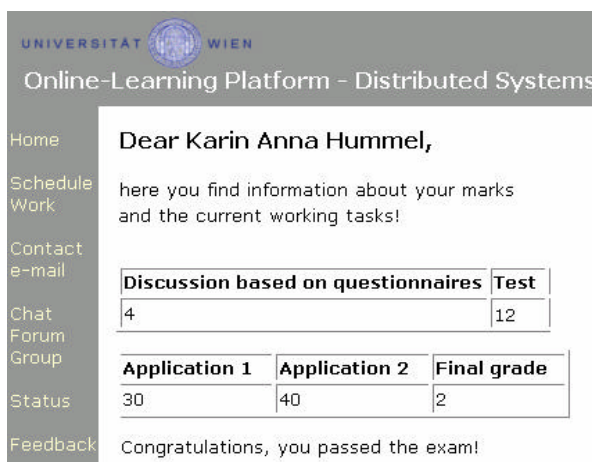 UNIVERSITÄT WIEN
Online-Learning Platform - Distributed Systems
Home
Schedule
Work
Contact
e-mail
Chat
Forum
Group
Status
Feedback
Dear Karin Anna Hummel,
here you find information about your marks
and the current working tasks!
Discussion based on questionnaires Test
4 12
Application 1 Application 2 Final grade
30 40 2
Congratulations, you passed the exam!